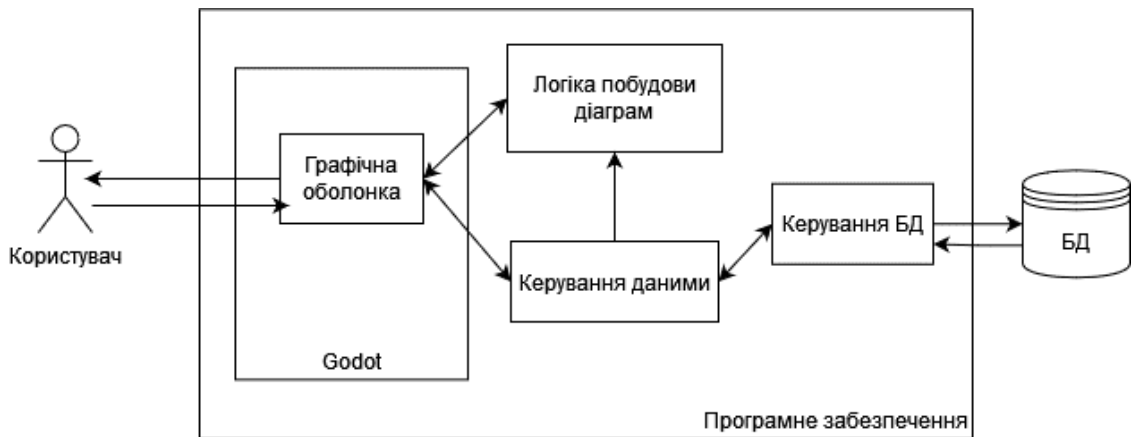 Логіка побудови
діаграм
Графічна
оболонка
Користувач
Керування БД
БД
Керування даними
Godot
Програмне забезпечення